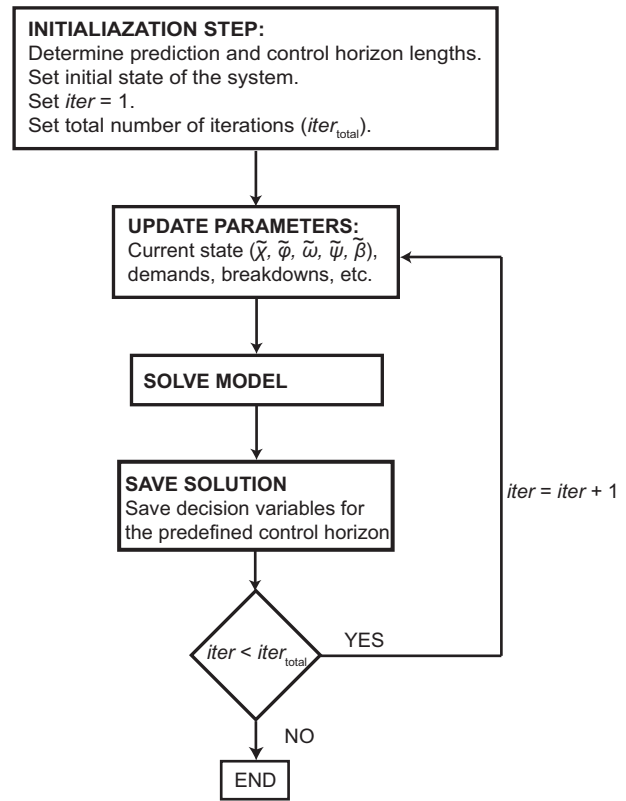 INITIALIAZATION STEP:
Determine prediction and control horizon lengths.
Set initial state of the system.
Set iter = 1.
Set total number of iterations (iter_total).
UPDATE PARAMETERS:
Current state (χ̃, φ̃, ω̃, ψ̃, β̃),
demands, breakdowns, etc.
SOLVE MODEL
SAVE SOLUTION
Save decision variables for
the predefined control horizon
iter = iter + 1
iter < iter_total
YES
NO
END